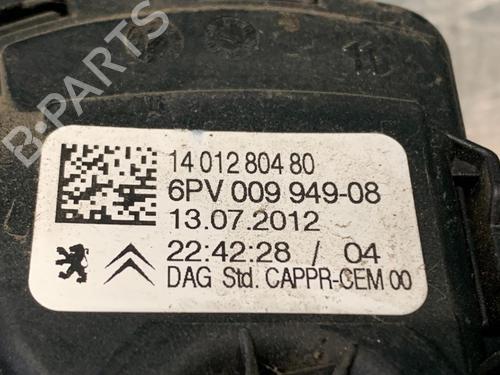 B-PARTS
14 012 804 80
6PV 009 949-08
13.07.2012
22:42:28 / 04
DAG Std. CAPPR-CEM 00